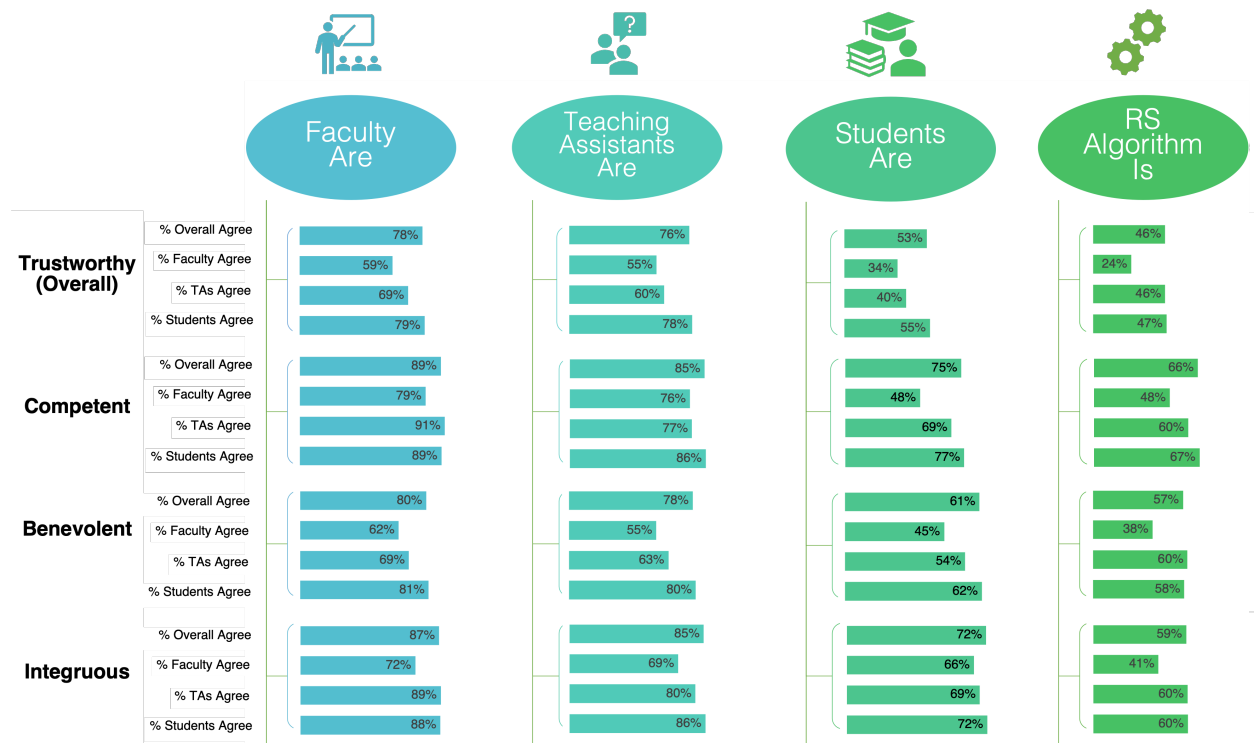 ?
Faculty
Are
Teaching
Assistants
Are
Students
Are
RS
Algorithm
Is
Trustworthy
(Overall)
% Overall Agree 78% 76% 53% 46%
% Faculty Agree 59% 55% 34% 24%
% TAs Agree 69% 60% 40% 46%
% Students Agree 79% 78% 55% 47%
Competent
% Overall Agree 89% 85% 75% 66%
% Faculty Agree 79% 76% 48% 48%
% TAs Agree 91% 77% 69% 60%
% Students Agree 89% 86% 77% 67%
Benevolent
% Overall Agree 80% 78% 61% 57%
% Faculty Agree 62% 55% 45% 38%
% TAs Agree 69% 63% 54% 60%
% Students Agree 81% 80% 62% 58%
Integruous
% Overall Agree 87% 85% 72% 59%
% Faculty Agree 72% 69% 66% 41%
% TAs Agree 89% 80% 69% 60%
% Students Agree 88% 86% 72% 60%